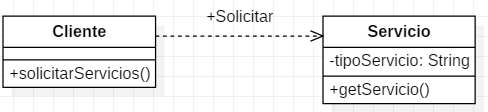 +Solicitar
Cliente
+solicitarServicios()
Servicio
-tipoServicio: String
+getServicio()